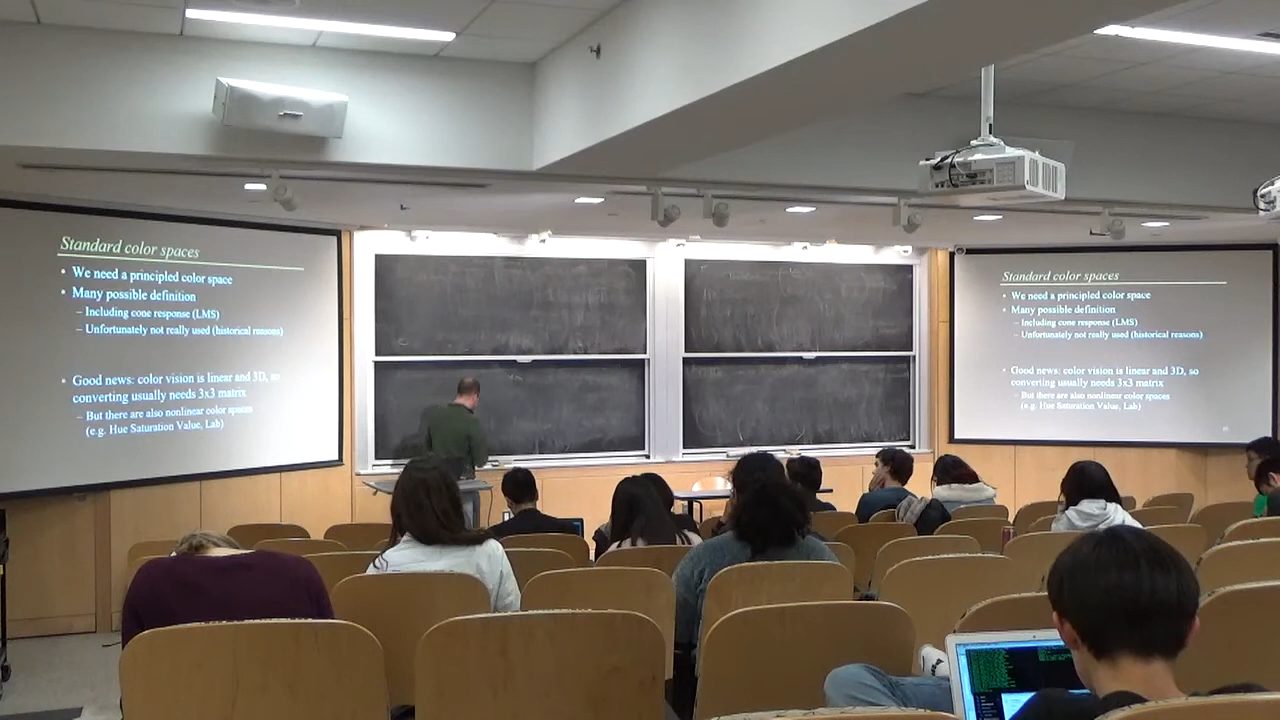 Standard color spaces
• We need a principled color space
• Many possible definition
– Including cone response (LMS)
– Unfortunately not really used (historical reasons)
• Good news: color vision is linear and 3D, so
converting usually needs 3x3 matrix
– But there are also nonlinear color spaces
(e.g. Hue Saturation Value, Lab)
Standard color spaces
• We need a principled color space
• Many possible definition
– Including cone response (LMS)
– Unfortunately not really used (historical reasons)
• Good news: color vision is linear and 3D, so
converting usually needs 3x3 matrix
– But there are also nonlinear color spaces
(e.g. Hue Saturation Value, Lab)